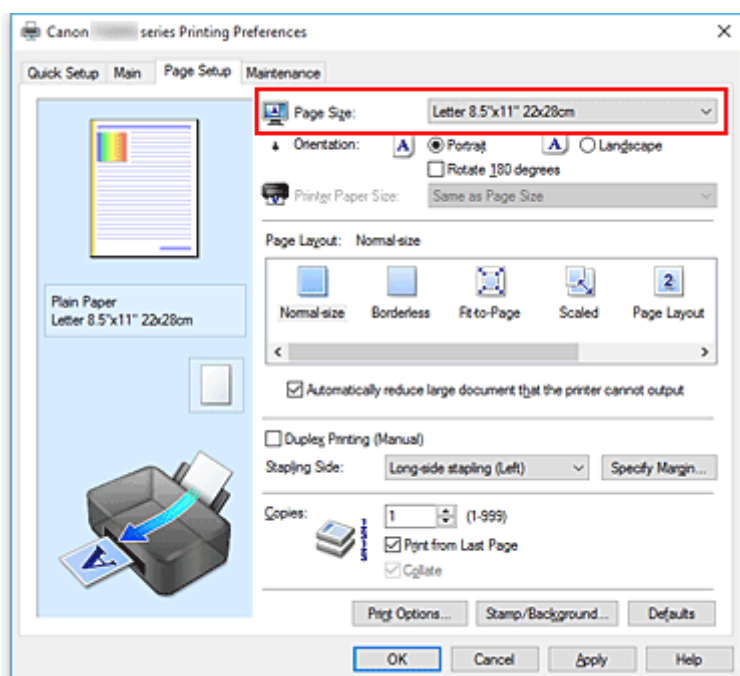 Canon series Printing Preferences
Quick Setup Main Page Setup Maintenance
Page Size: Letter 8.5"x11" 22x28cm
Orientation: A Portrait A Landscape
Rotate 180 degrees
Printer Paper Size: Same as Page Size
Page Layout: Normal-size
2
Normal-size Borderless Fit-to-Page Scaled Page Layout
Plain Paper
Letter 8.5"x11" 22x28cm
Automatically reduce large document that the printer cannot output
Duplex Printing (Manual)
Stapling Side: Long-side stapling (Left) Specify Margin...
Copies: 1 (1-999)
Print from Last Page
Collate
A
Print Options... Stamp/Background... Defaults
OK Cancel Apply Help